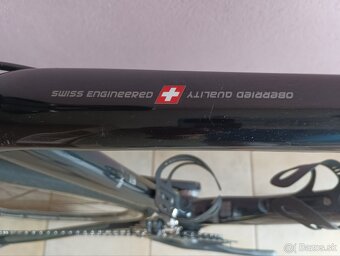 OBERRIED QUALITY SWISS ENGINEERED
Bazos.sk